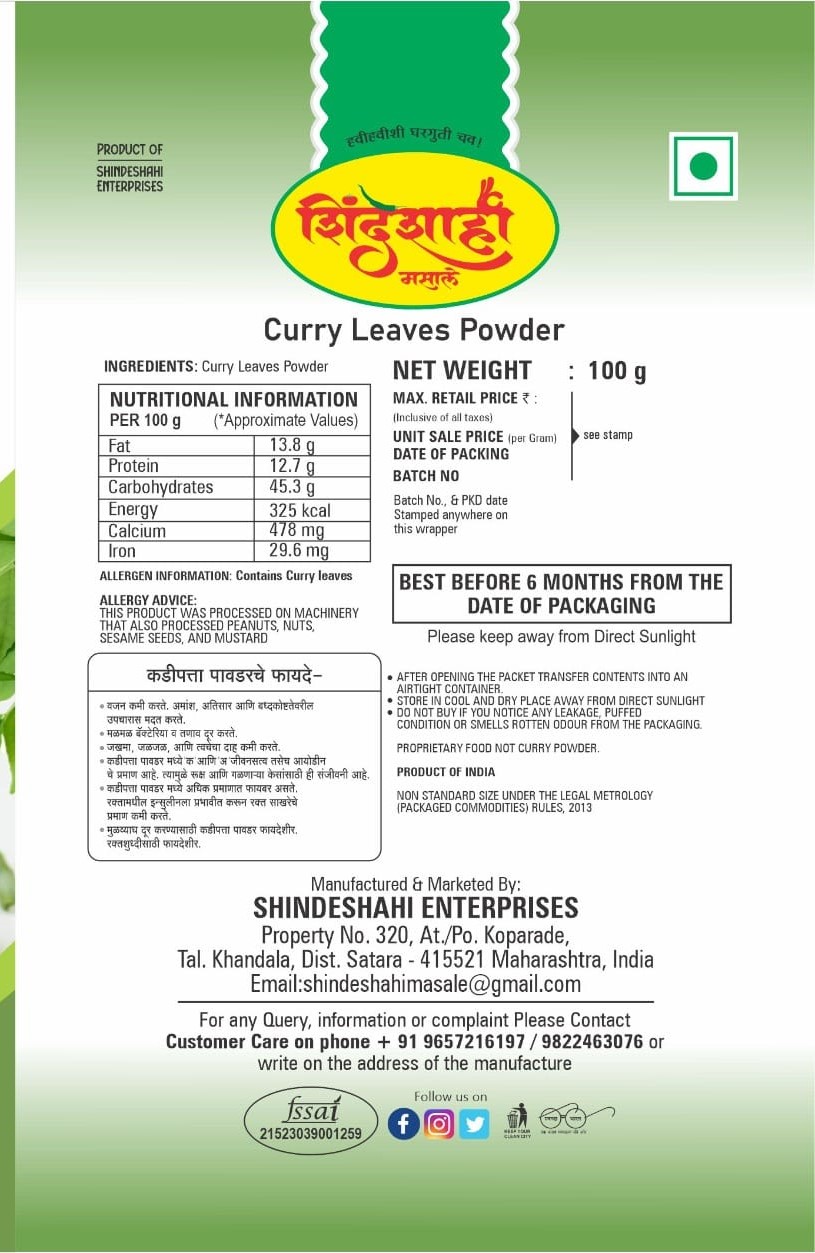 हवीहवीशी घरगुती चव!
PRODUCT OF
SHINDESHAHI
ENTERPRISES
शिंदेशाही
मसाले
Curry Leaves Powder
INGREDIENTS: Curry Leaves Powder
NUTRITIONAL INFORMATION
PER 100 g (*Approximate Values)
Fat 13.8 g
Protein 12.7 g
Carbohydrates 45.3 g
Energy 325 kcal
Calcium 478 mg
Iron 29.6 mg
ALLERGEN INFORMATION: Contains Curry leaves
ALLERGY ADVICE:
THIS PRODUCT WAS PROCESSED ON MACHINERY
THAT ALSO PROCESSED PEANUTS, NUTS,
SESAME SEEDS, AND MUSTARD
NET WEIGHT : 100 g
MAX. RETAIL PRICE ₹ :
(Inclusive of all taxes)
UNIT SALE PRICE (per Gram)
DATE OF PACKING
BATCH NO
see stamp
Batch No., & PKD date
Stamped anywhere on
this wrapper
BEST BEFORE 6 MONTHS FROM THE
DATE OF PACKAGING
Please keep away from Direct Sunlight
कडीपत्ता पावडरचे फायदे–
• वजन कमी करते. अमांश, अतिसार आणि बध्दकोष्टतेवरील
उपचारास मदत करते.
• मळमळ बॅक्टेरिया व तणाव दूर करते.
• जखमा, जळजळ, आणि त्वचेचा दाह कमी करते.
• कडीपत्ता पावडर मध्ये 'क' आणि 'अ' जीवनसत्व तसेच आयोडीन
चे प्रमाण आहे. त्यामुळे रूक्ष आणि गळणाऱ्या केसांसाठी ही संजीवनी आहे.
• कडीपत्ता पावडर मध्ये अधिक प्रमाणात फायबर असते.
रक्तामधील इन्सुलीनला प्रभावीत करून रक्त साखरेचे
प्रमाण कमी करते.
• मुळव्याध दूर करण्यासाठी कडीपत्ता पावडर फायदेशीर.
रक्तशुध्दीसाठी फायदेशीर.
• AFTER OPENING THE PACKET TRANSFER CONTENTS INTO AN
AIRTIGHT CONTAINER.
• STORE IN COOL AND DRY PLACE AWAY FROM DIRECT SUNLIGHT
• DO NOT BUY IF YOU NOTICE ANY LEAKAGE, PUFFED
CONDITION OR SMELLS ROTTEN ODOUR FROM THE PACKAGING.
PROPRIETARY FOOD NOT CURRY POWDER.
PRODUCT OF INDIA
NON STANDARD SIZE UNDER THE LEGAL METROLOGY
(PACKAGED COMMODITIES) RULES, 2013
Manufactured & Marketed By:
SHINDESHAHI ENTERPRISES
Property No. 320, At./Po. Koparade,
Tal. Khandala, Dist. Satara - 415521 Maharashtra, India
Email:shindeshahimasale@gmail.com
For any Query, information or complaint Please Contact
Customer Care on phone + 91 9657216197 / 9822463076 or
write on the address of the manufacture
fssai
21523039001259
Follow us on
KEEP YOUR
CLEAN CITY